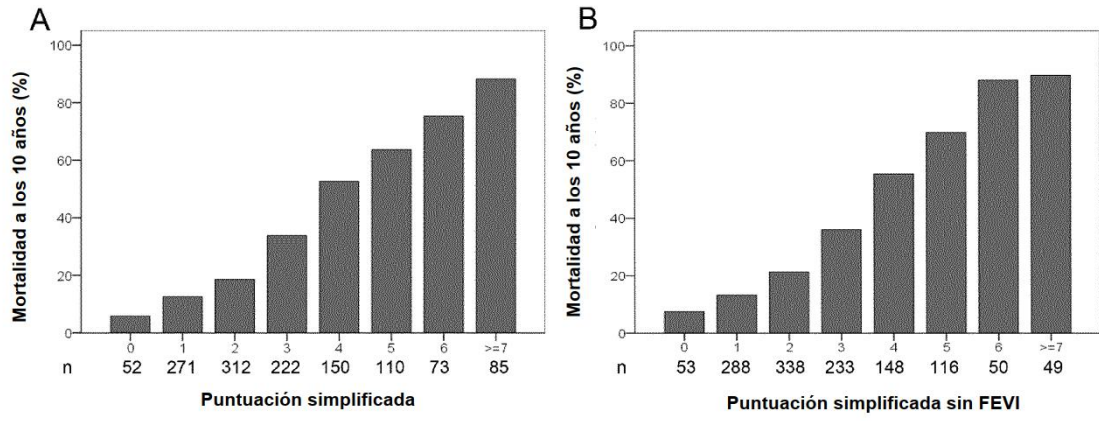 A
Mortalidad a los 10 años (%)
100
80
60
40
20
0
0 1 2 3 4 5 6 >=7
n 52 271 312 222 150 110 73 85
Puntuación simplificada
B
Mortalidad a los 10 años (%)
100
80
60
40
20
0
0 1 2 3 4 5 6 >=7
n 53 288 338 233 148 116 50 49
Puntuación simplificada sin FEVI